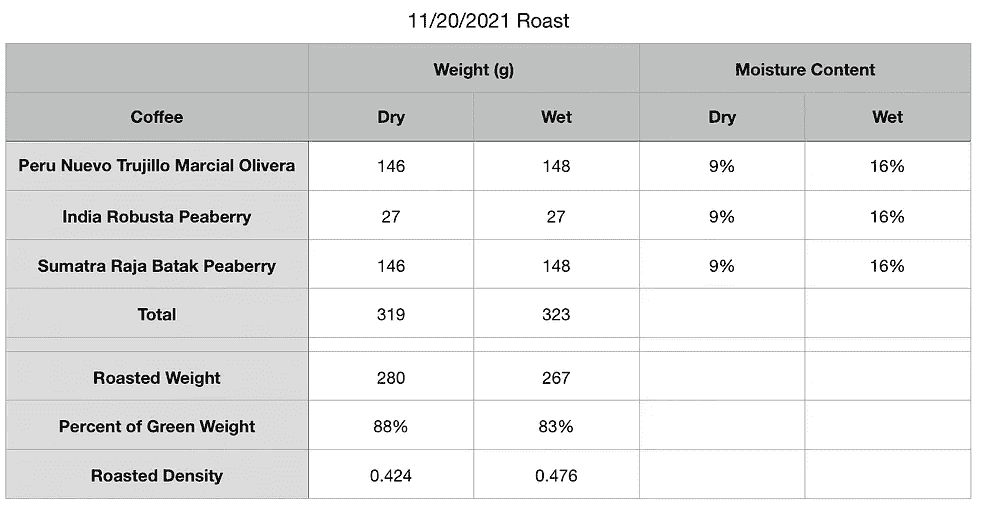 11/20/2021 Roast
Weight (g) Moisture Content
Coffee Dry Wet Dry Wet
Peru Nuevo Trujillo Marcial Olivera 146 148 9% 16%
India Robusta Peaberry 27 27 9% 16%
Sumatra Raja Batak Peaberry 146 148 9% 16%
Total 319 323
Roasted Weight 280 267
Percent of Green Weight 88% 83%
Roasted Density 0.424 0.476